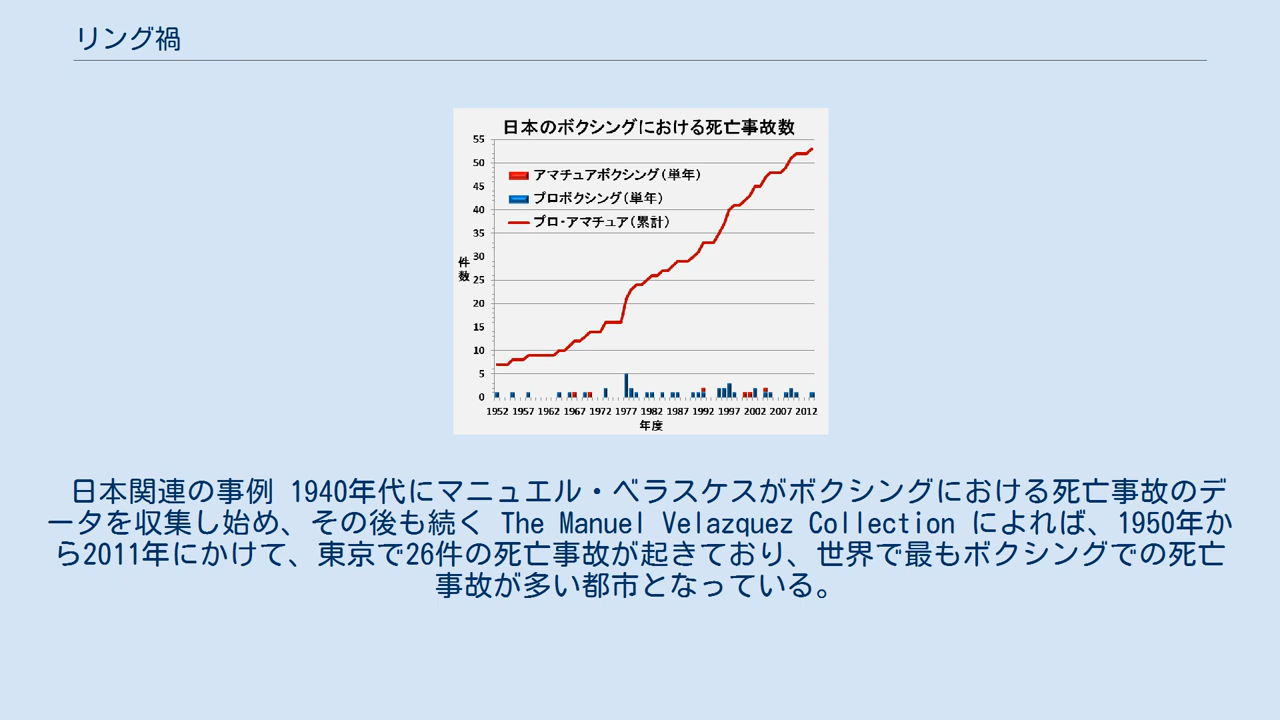 リング禍
日本のボクシングにおける死亡事故数
55
50
45
40
35
30
25
20
15
10
5
0
アマチュアボクシング(単年)
プロボクシング(単年)
プロ・アマチュア(累計)
件数
1952 1957 1962 1967 1972 1977 1982 1987 1992 1997 2002 2007 2012
年度
日本関連の事例 1940年代にマニュエル・ベラスケスがボクシングにおける死亡事故のデ
ータを収集し始め、その後も続く The Manuel Velazquez Collection によれば、1950年か
ら2011年にかけて、東京で26件の死亡事故が起きており、世界で最もボクシングでの死亡
事故が多い都市となっている。